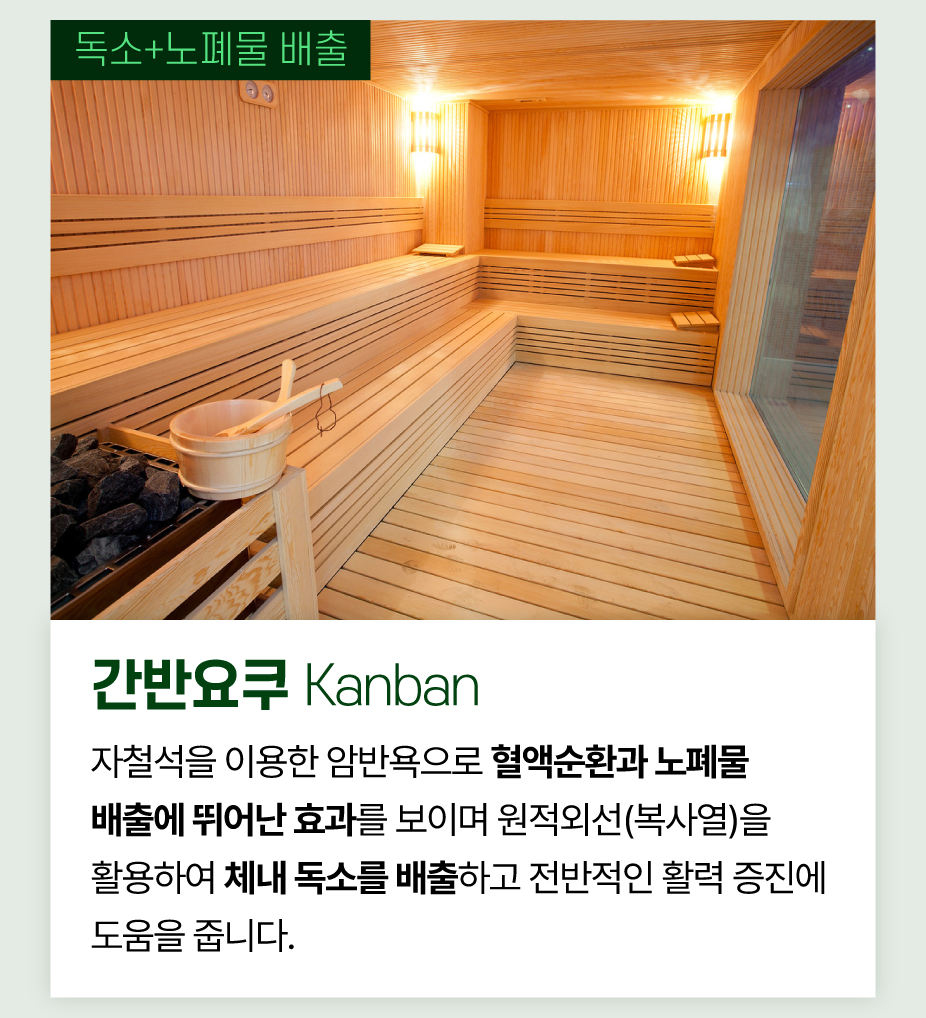 독소+노폐물 배출
간반요쿠 Kanban
자철석을 이용한 암반욕으로 혈액순환과 노폐물
배출에 뛰어난 효과를 보이며 원적외선(복사열)을
활용하여 체내 독소를 배출하고 전반적인 활력 증진에
도움을 줍니다.